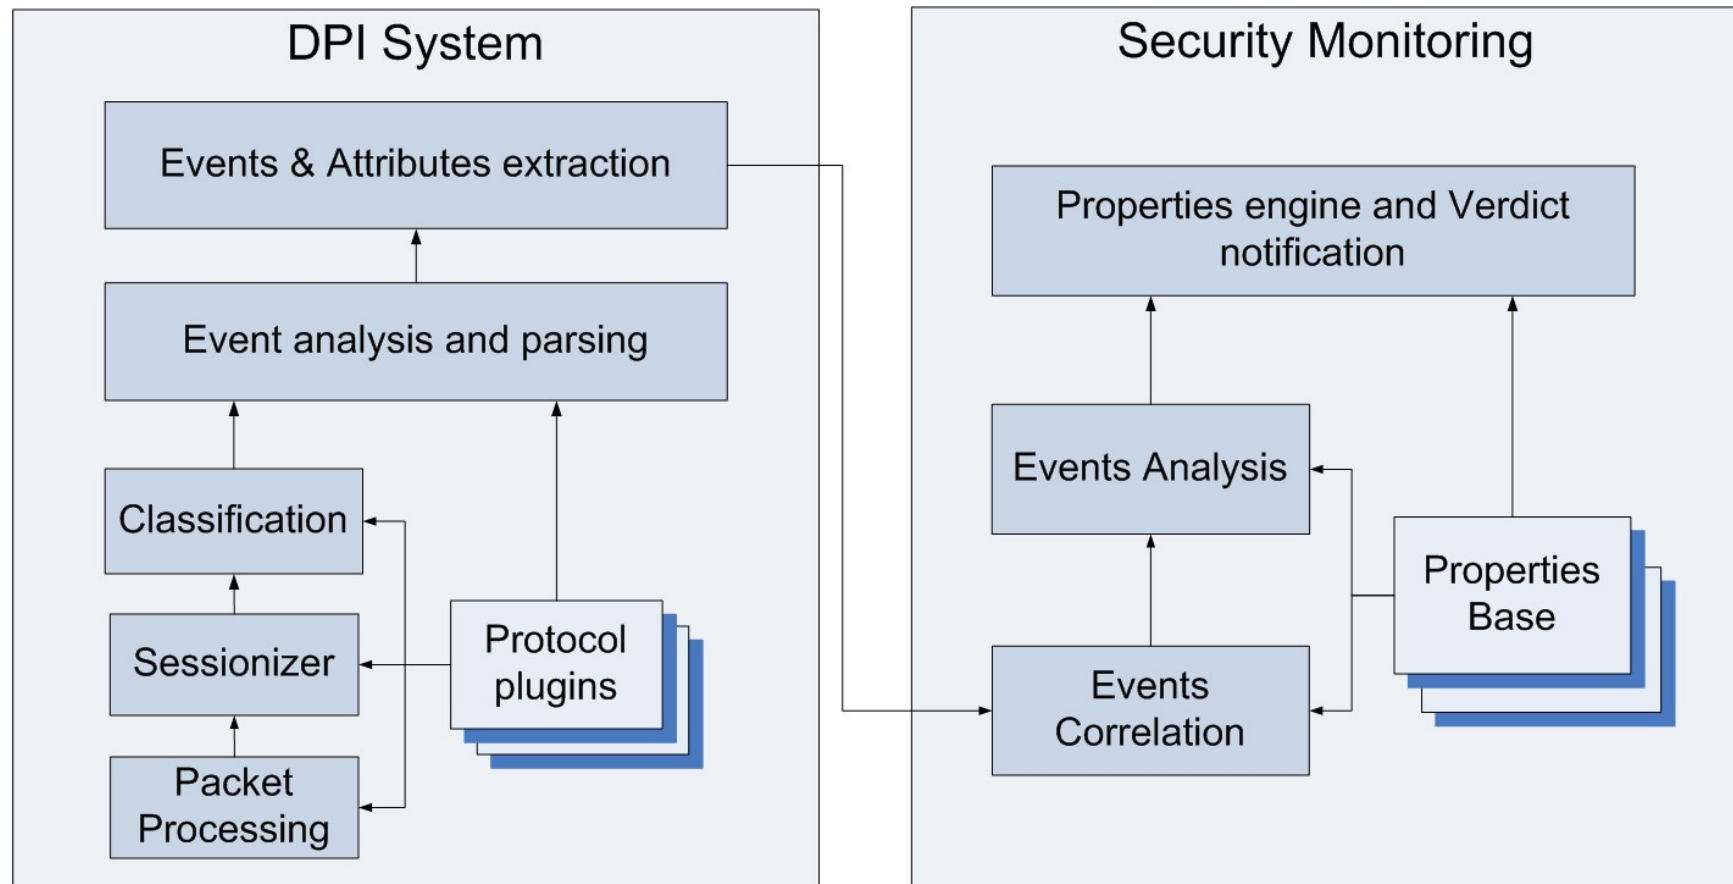 DPI System
Events & Attributes extraction
Event analysis and parsing
Classification
Sessionizer
Packet
Processing
Protocol
plugins
Security Monitoring
Properties engine and Verdict
notification
Events Analysis
Events
Correlation
Properties
Base